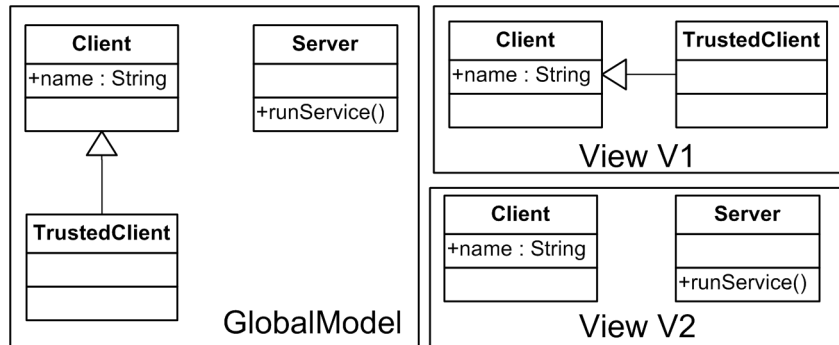 Client
+name : String
Server
+runService()
TrustedClient
GlobalModel
Client
+name : String
TrustedClient
View V1
Client
+name : String
Server
+runService()
View V2